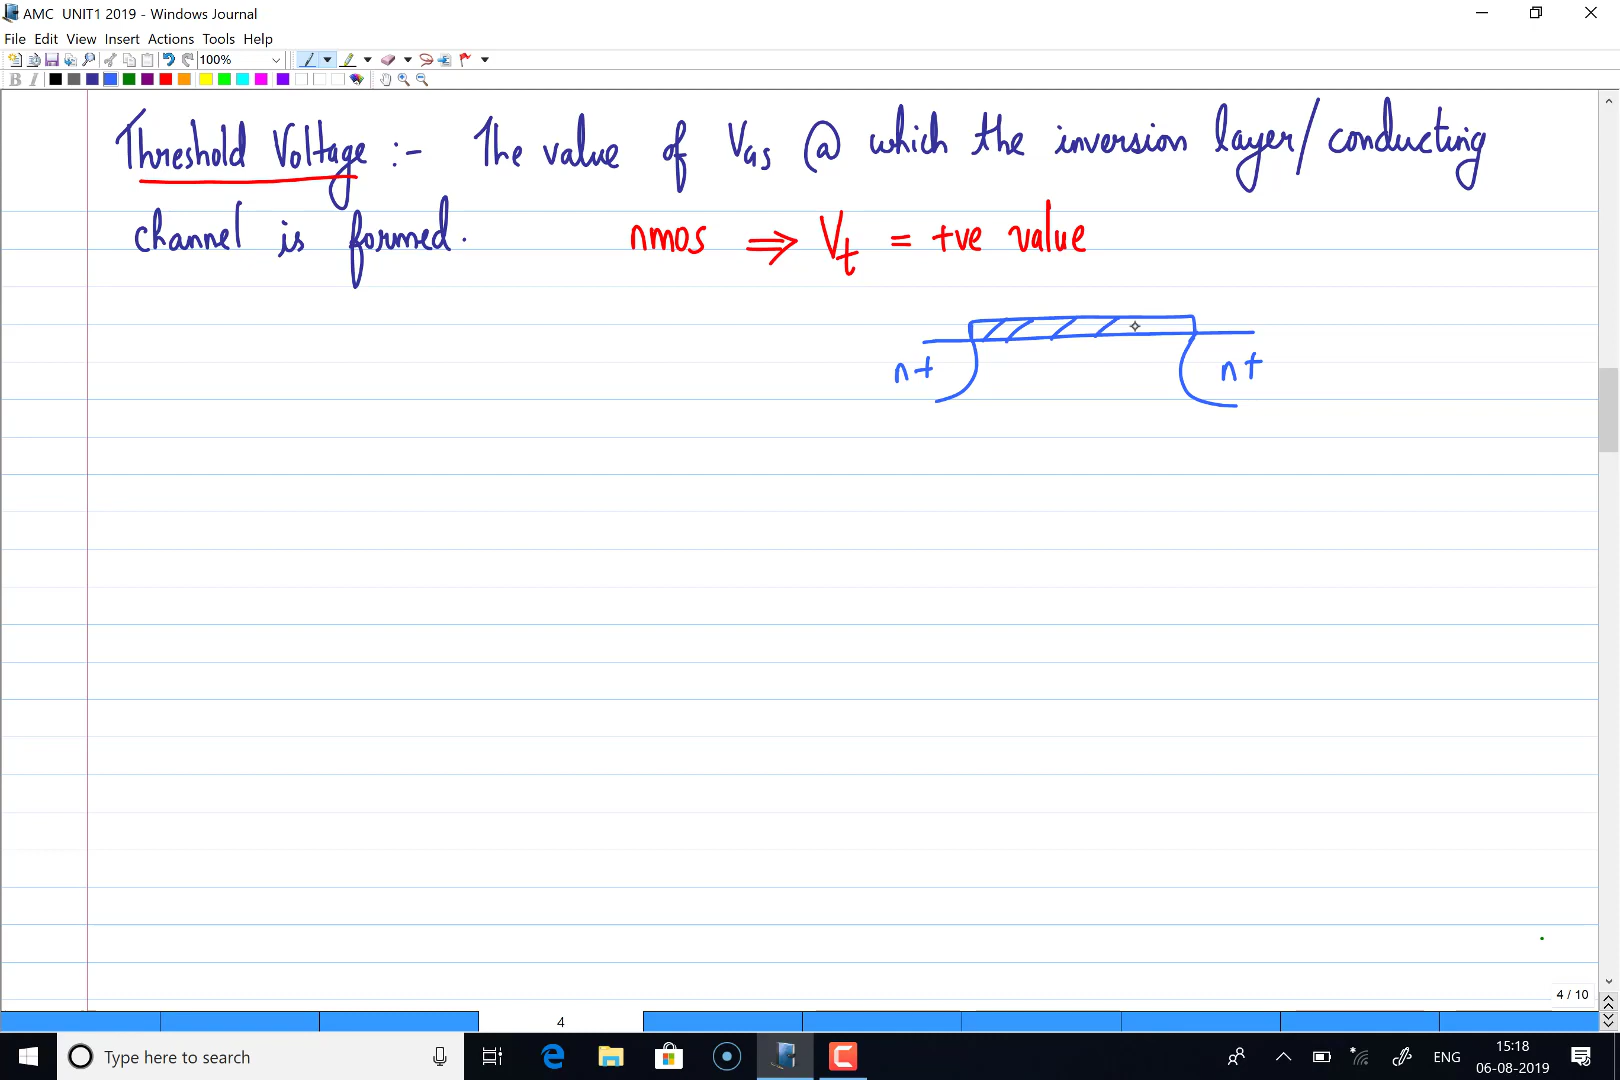 AMC UNIT1 2019 - Windows Journal
File Edit View Insert Actions Tools Help
100%
B I
Threshold Voltage :- The value of VGS @ which the inversion layer/conducting
channel is formed. nmos ⇒ Vt = +ve value
n+ n+
4 / 10
4
Type here to search
ENG
15:18
06-08-2019